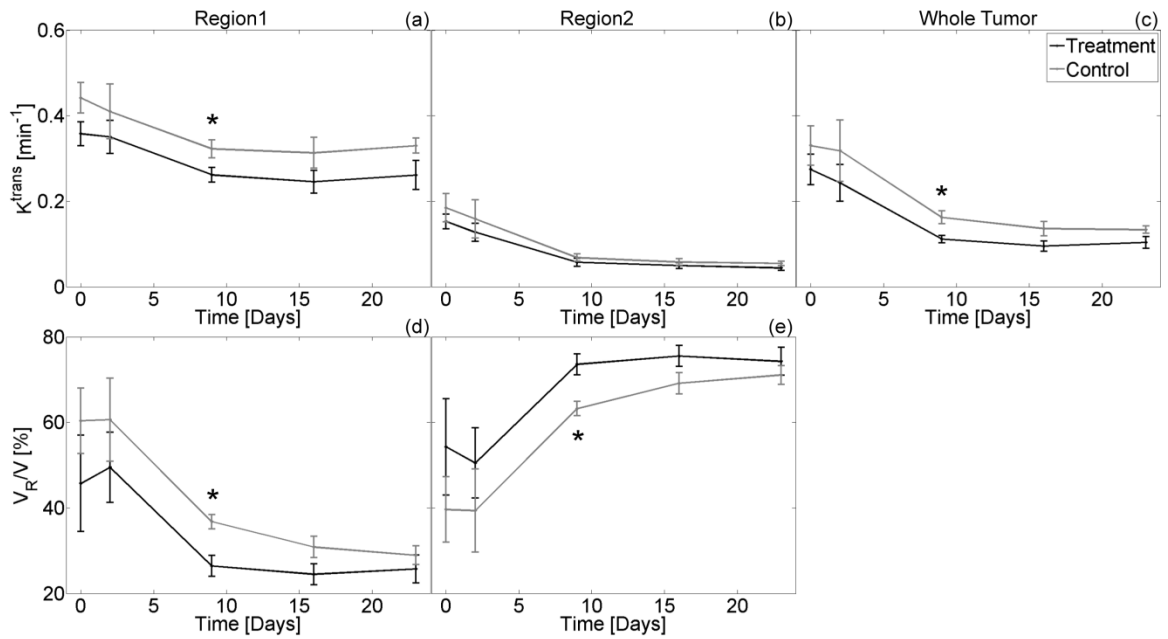 Region1
(a)
Region2
(b)
Whole Tumor
(c)
K^trans [min^-1]
0.6
0.4
0.2
0
*
*
Treatment
Control
0 5 10 15 20
0 5 10 15 20
0 5 10 15 20
Time [Days]
Time [Days]
Time [Days]
(d)
(e)
V_R/V [%]
80
60
40
20
*
*
0 5 10 15 20
0 5 10 15 20
Time [Days]
Time [Days]